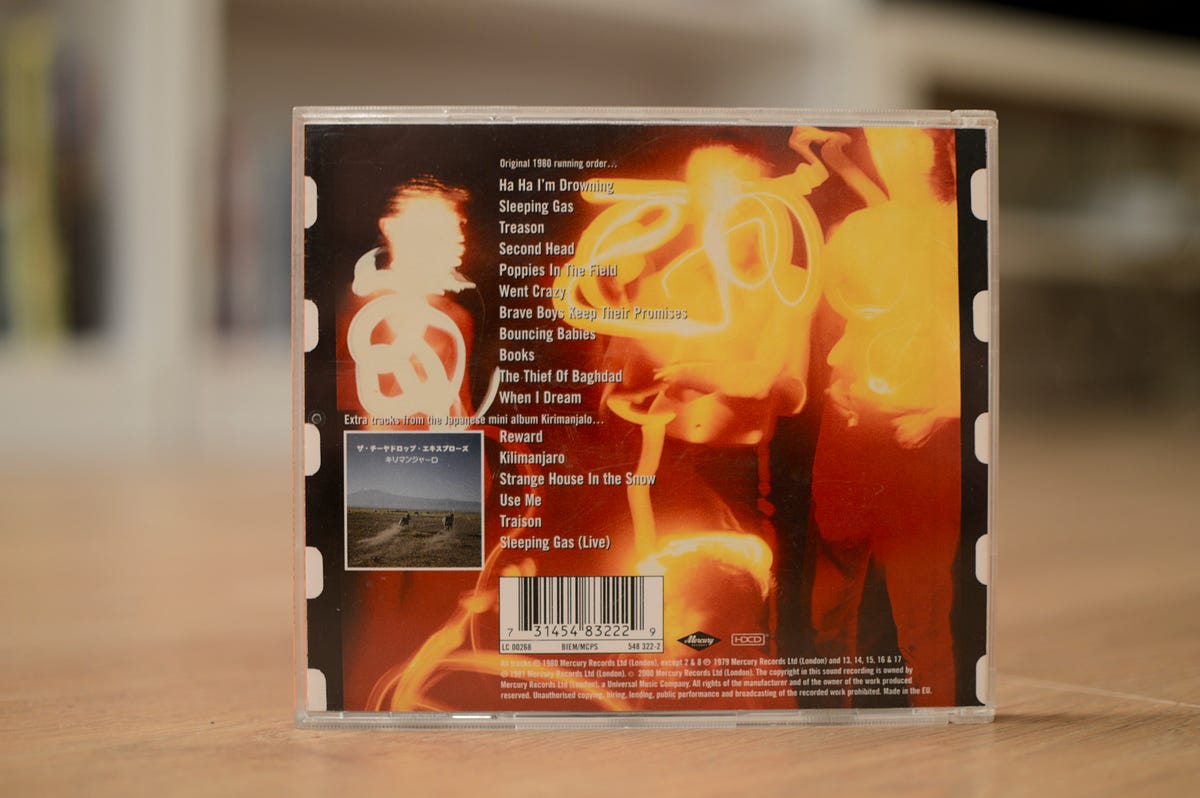 Original 1980 running order...
Ha Ha I'm Drowning
Sleeping Gas
Treason
Second Head
Poppies In The Field
Went Crazy
Brave Boys Keep Their Promises
Bouncing Babies
Books
The Thief Of Baghdad
When I Dream
Extra tracks from the Japanese mini album Kirimanjalo...
ザ・チーヤドロップ・エキスプローズ
キリマンジャーロ
Reward
Kilimanjaro
Strange House In the Snow
Use Me
Traison
Sleeping Gas (Live)
7 31454 83222 9
LC 00268 BIEM/MCPS 548 322-2
Mercury
HDCD
All tracks ℗ 1980 Mercury Records Ltd (London), except 2 & 8 ℗ 1979 Mercury Records Ltd (London) and 13, 14, 15, 16 & 17
℗ 1981 Mercury Records Ltd (London). © 2000 Mercury Records Ltd (London). The copyright in this sound recording is owned by
Mercury Records Ltd (London), a Universal Music Company. All rights of the manufacturer and of the owner of the work produced
reserved. Unauthorised copying, hiring, lending, public performance and broadcasting of the recorded work prohibited. Made in the EU.